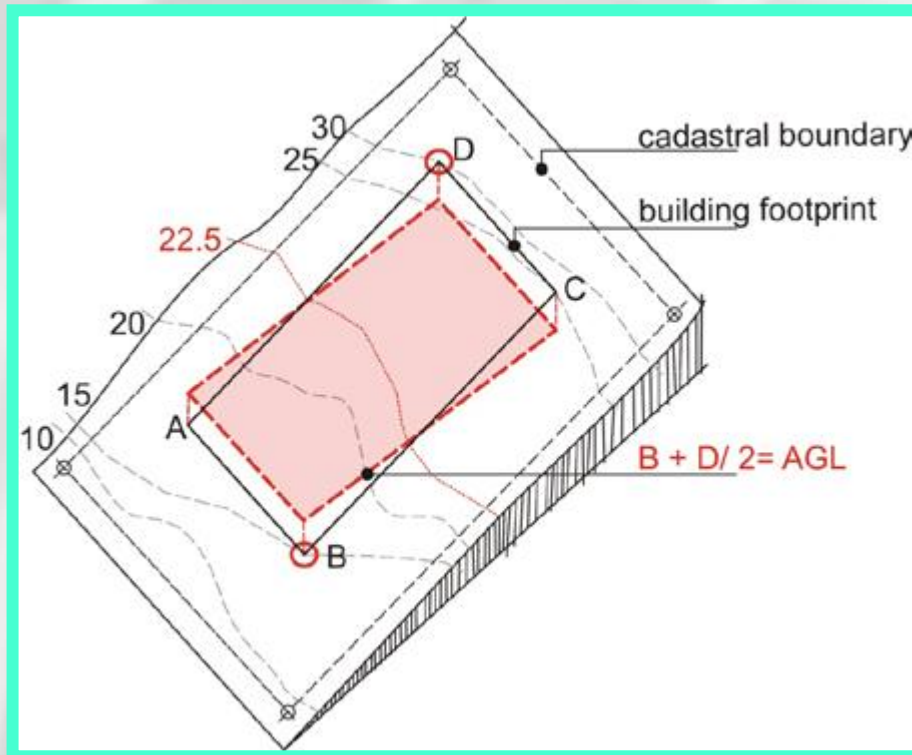 cadastral boundary
30
D
25
building footprint
22.5
C
20
15
A
10
B + D/ 2= AGL
B